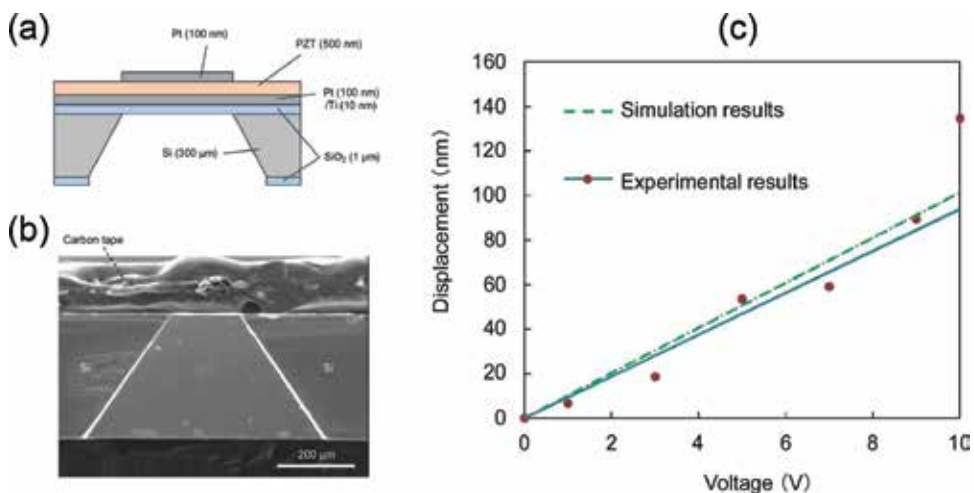 (a)
Pt (100 nm)
PZT (500 nm)
Pt (100 nm)
/Ti (10 nm)
Si (300 μm)
SiO₂ (1 μm)
(b)
Carbon tape
Si
Si
200 μm
(c)
160
140
120
100
80
60
40
20
0
Displacement (nm)
Simulation results
Experimental results
0 2 4 6 8 10
Voltage (V)